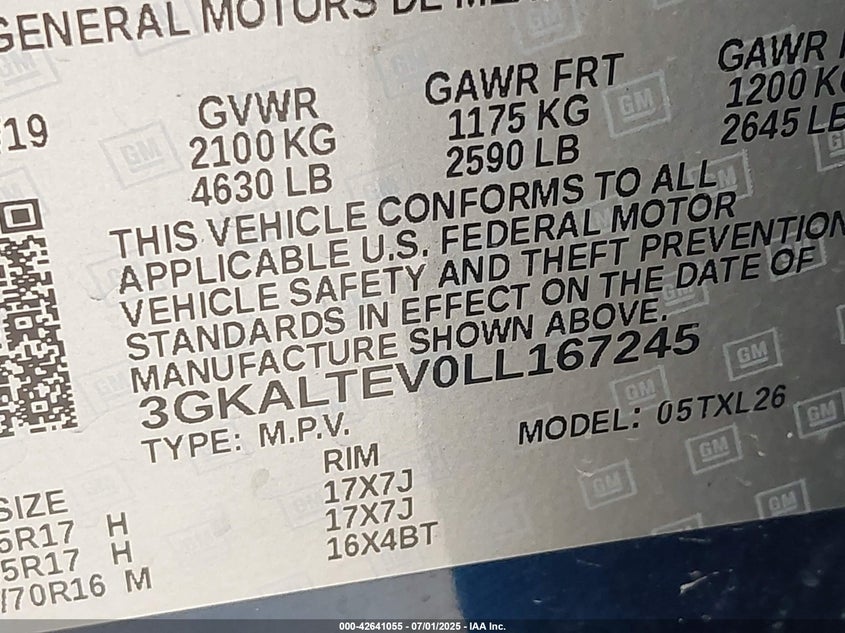 GENERAL MOTORS DE
19
GVWR
2100 KG
4630 LB
GAWR FRT
1175 KG
2590 LB
GAWR
1200 KG
2645 LB
THIS VEHICLE CONFORMS TO ALL
APPLICABLE U.S. FEDERAL MOTOR
VEHICLE SAFETY AND THEFT PREVENTION
STANDARDS IN EFFECT ON THE DATE OF
MANUFACTURE SHOWN ABOVE.
3GKALTEV0LL167245
TYPE: M.P.V.
MODEL: 05TXL26
SIZE
RIM
5R17 H
17X7J
5R17 H
17X7J
/70R16 M
16X4BT
GM
000-42641055 - 07/01/2025 - IAA Inc.